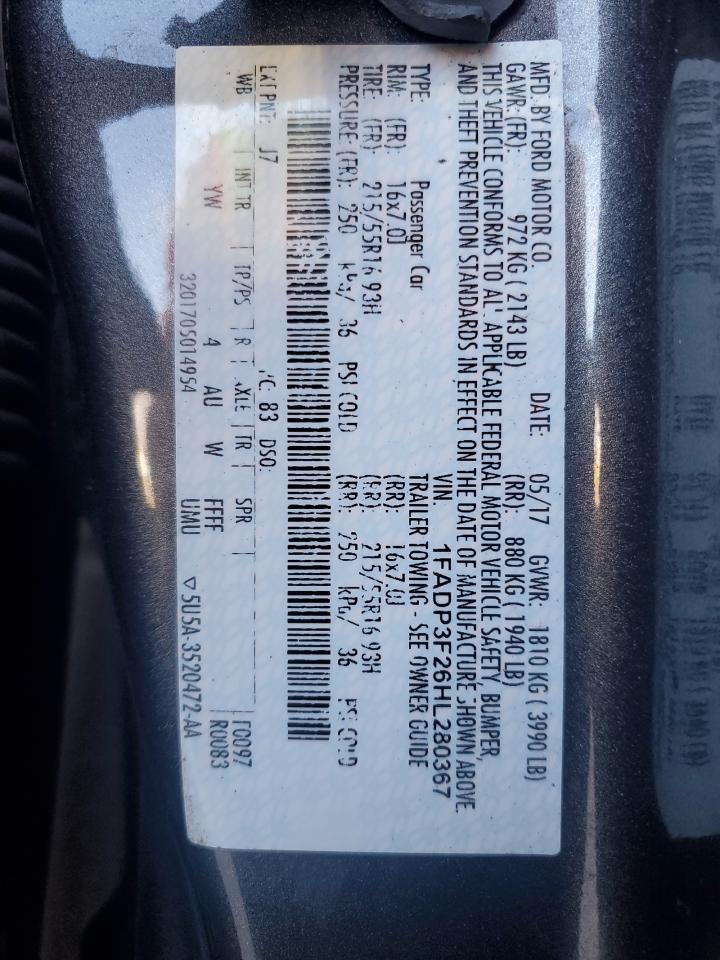 MFD. BY FORD MOTOR CO. DATE: 05/17 GVWR: 1810 KG ( 3990 LB)
GAWR: (FR): 972 KG ( 2143 LB) (RR): 880 KG ( 1940 LB)
THIS VEHICLE CONFORMS TO ALL APPLICABLE FEDERAL MOTOR VEHICLE SAFETY, BUMPER,
AND THEFT PREVENTION STANDARDS IN EFFECT ON THE DATE OF MANUFACTURE SHOWN ABOVE.
VIN: 1FADP3F26HL280367
TYPE: Passenger Car TRAILER TOWING - SEE OWNER GUIDE
RIM: (FR): 16x7.0J (RR): 16x7.0J
TIRE: (FR): 215/55R16 93H (RR): 215/55R16 93H
PRESSURE (FR): 250 kPa/ 36 PSI COLD (RR): 250 kPa/ 36 PSI COLD
EXT PNT: J7 RC: 83 DSO:
WB INT TR TP/PS R AXLE TR SPR T0097
YW 4 AU W FFFF R0083
3201705014954 UMU ▽5U5A-3520472-AA